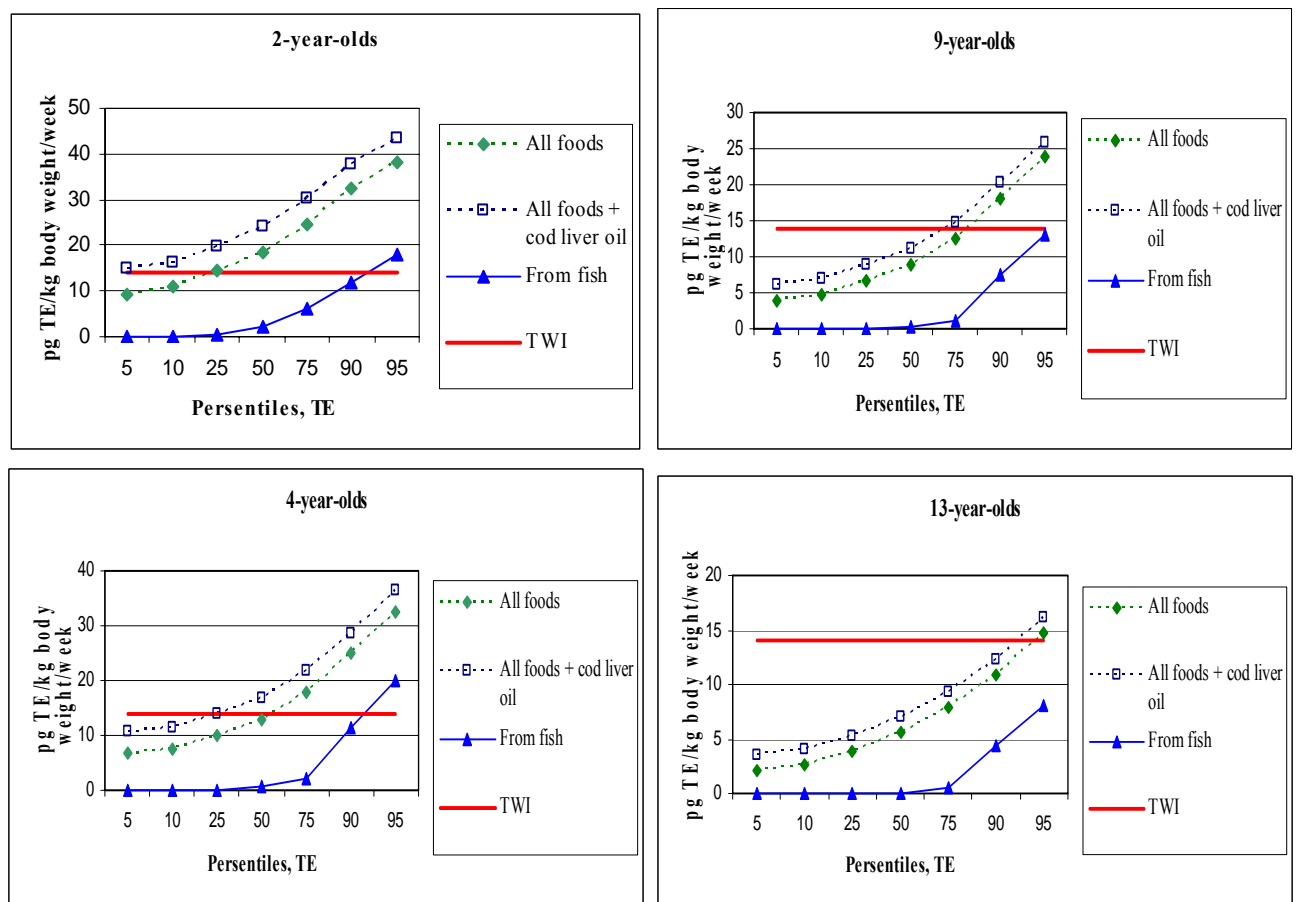 2-year-olds
pg TE/kg body weight/week
50
40
30
20
10
0
5 10 25 50 75 90 95
Persentiles, TE
All foods
All foods +
cod liver oil
From fish
TWI
9-year-olds
pg TE/kg body
weight/week
30
25
20
15
10
5
0
5 10 25 50 75 90 95
Persentiles, TE
All foods
All foods + cod liver
oil
From fish
TWI
4-year-olds
pg TE/kg body
weight/week
40
30
20
10
0
5 10 25 50 75 90 95
Persentiles, TE
All foods
All foods + cod liver
oil
From fish
TWI
13-year-olds
pg TE/kg body weight/week
20
15
10
5
0
5 10 25 50 75 90 95
Persentiles, TE
All foods
All foods + cod liver
oil
From fish
TWI